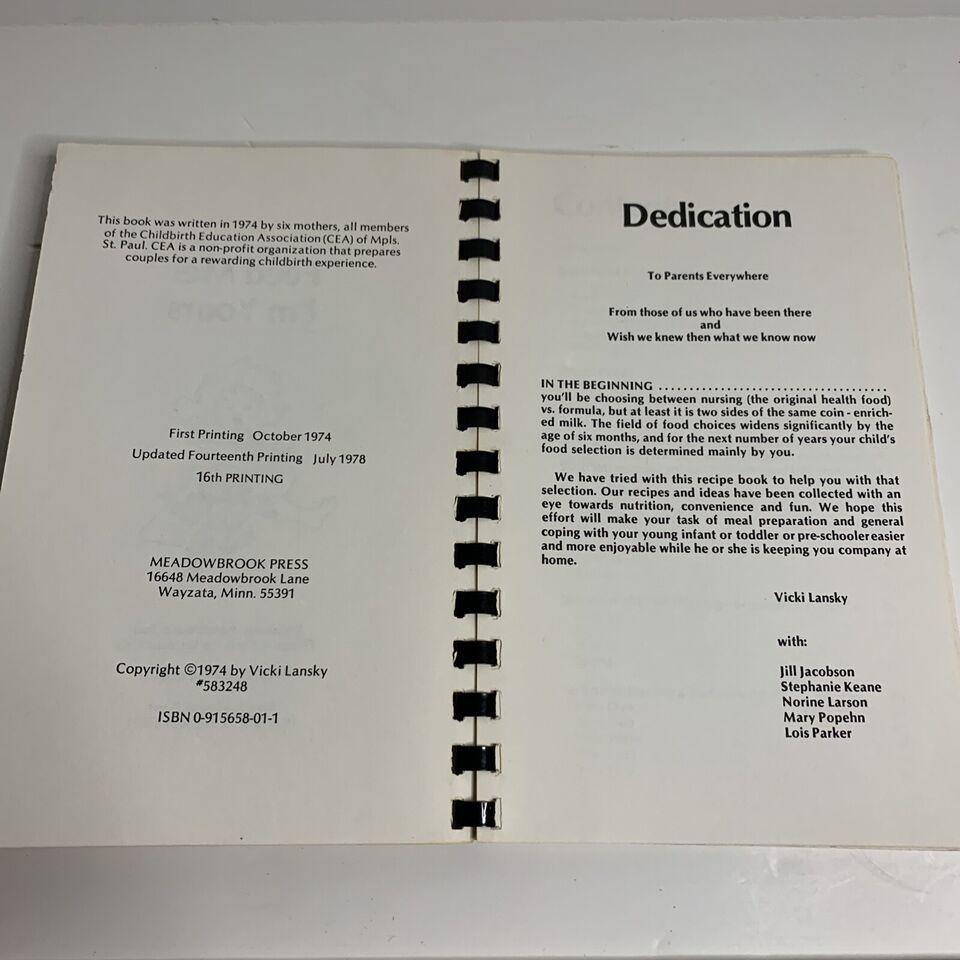 This book was written in 1974 by six mothers, all members
of the Childbirth Education Association (CEA) of Mpls.
St. Paul. CEA is a non-profit organization that prepares
couples for a rewarding childbirth experience.
First Printing October 1974
Updated Fourteenth Printing July 1978
16th PRINTING
MEADOWBROOK PRESS
16648 Meadowbrook Lane
Wayzata, Minn. 55391
Copyright ©1974 by Vicki Lansky
#583248
ISBN 0-915658-01-1
Dedication
To Parents Everywhere
From those of us who have been there
and
Wish we knew then what we know now
IN THE BEGINNING ......................................
you'll be choosing between nursing (the original health food)
vs. formula, but at least it is two sides of the same coin - enrich-
ed milk. The field of food choices widens significantly by the
age of six months, and for the next number of years your child's
food selection is determined mainly by you.
We have tried with this recipe book to help you with that
selection. Our recipes and ideas have been collected with an
eye towards nutrition, convenience and fun. We hope this
effort will make your task of meal preparation and general
coping with your young infant or toddler or pre-schooler easier
and more enjoyable while he or she is keeping you company at
home.
Vicki Lansky
with:
Jill Jacobson
Stephanie Keane
Norine Larson
Mary Popehn
Lois Parker